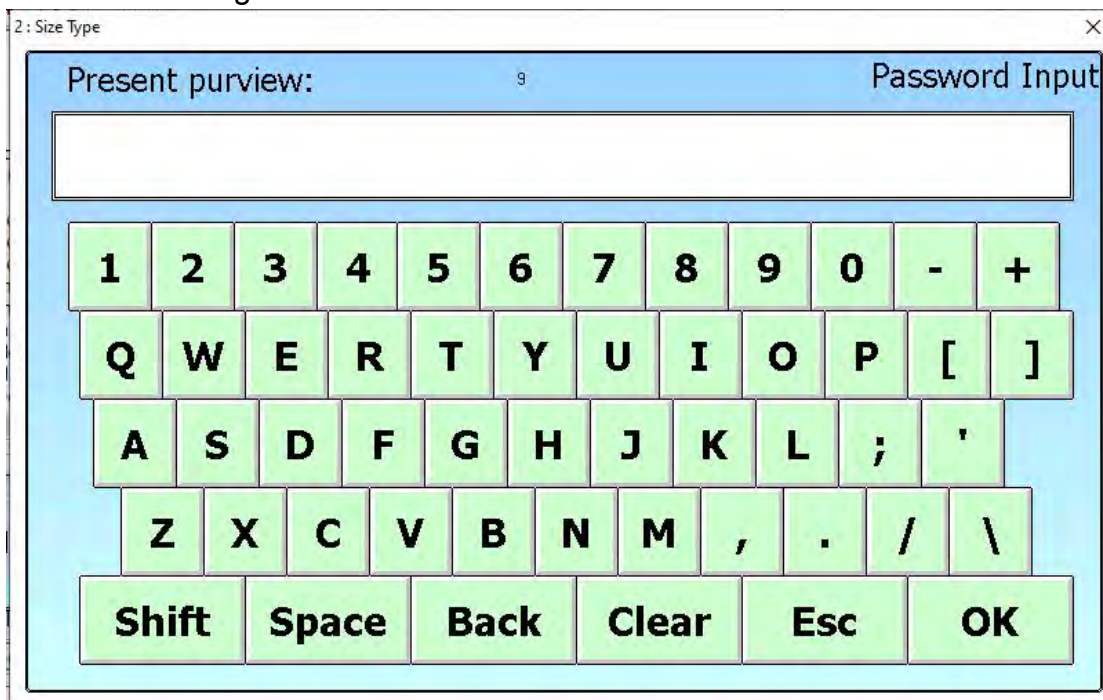 2 : Size Type
Present purview: 9 Password Input
1 2 3 4 5 6 7 8 9 0 - +
Q W E R T Y U I O P [ ]
A S D F G H J K L ; '
Z X C V B N M , . / \
Shift Space Back Clear Esc OK